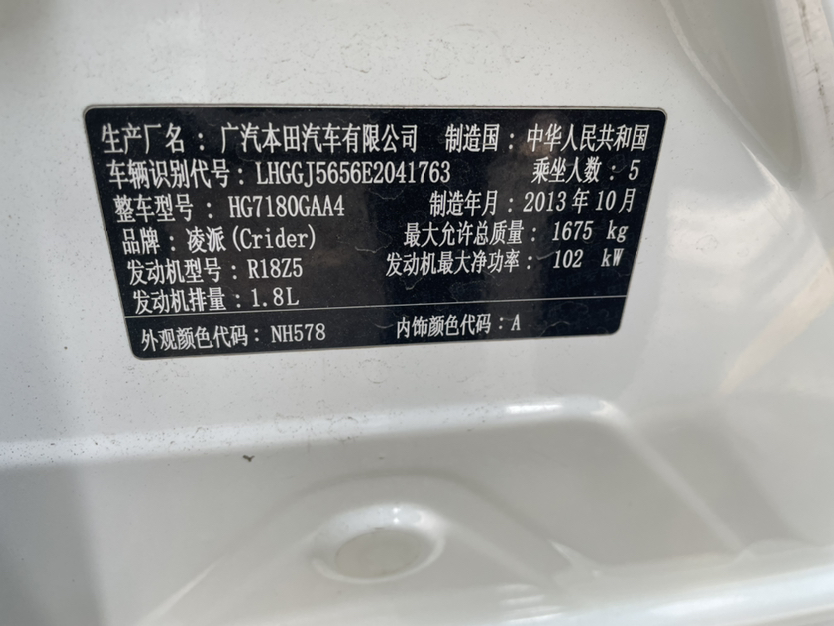 生产厂名：广汽本田汽车有限公司 制造国：中华人民共和国
车辆识别代号：LHGGJ5656E2041763 乘坐人数：5
整车型号：HG7180GAA4 制造年月：2013年10月
品牌：凌派(Crider) 最大允许总质量：1675 kg
发动机型号：R18Z5 发动机最大净功率：102 kW
发动机排量：1.8L
外观颜色代码：NH578 内饰颜色代码：A